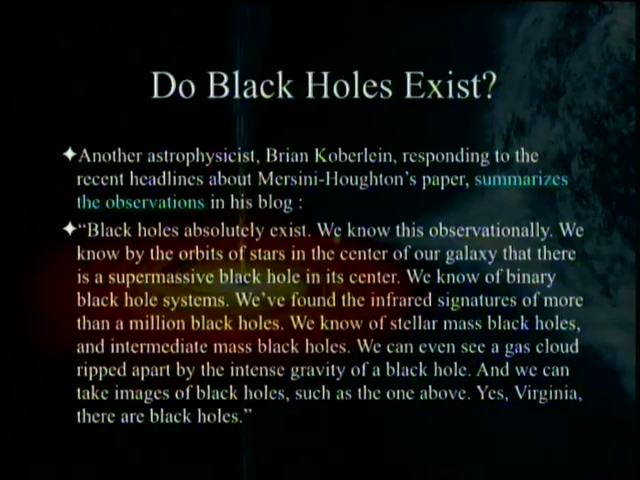 Do Black Holes Exist?
Another astrophysicist, Brian Koberlein, responding to the
recent headlines about Mersini-Houghton's paper, summarizes
the observations in his blog :
"Black holes absolutely exist. We know this observationally. We
know by the orbits of stars in the center of our galaxy that there
is a supermassive black hole in its center. We know of binary
black hole systems. We've found the infrared signatures of more
than a million black holes. We know of stellar mass black holes,
and intermediate mass black holes. We can even see a gas cloud
ripped apart by the intense gravity of a black hole. And we can
take images of black holes, such as the one above. Yes, Virginia,
there are black holes."